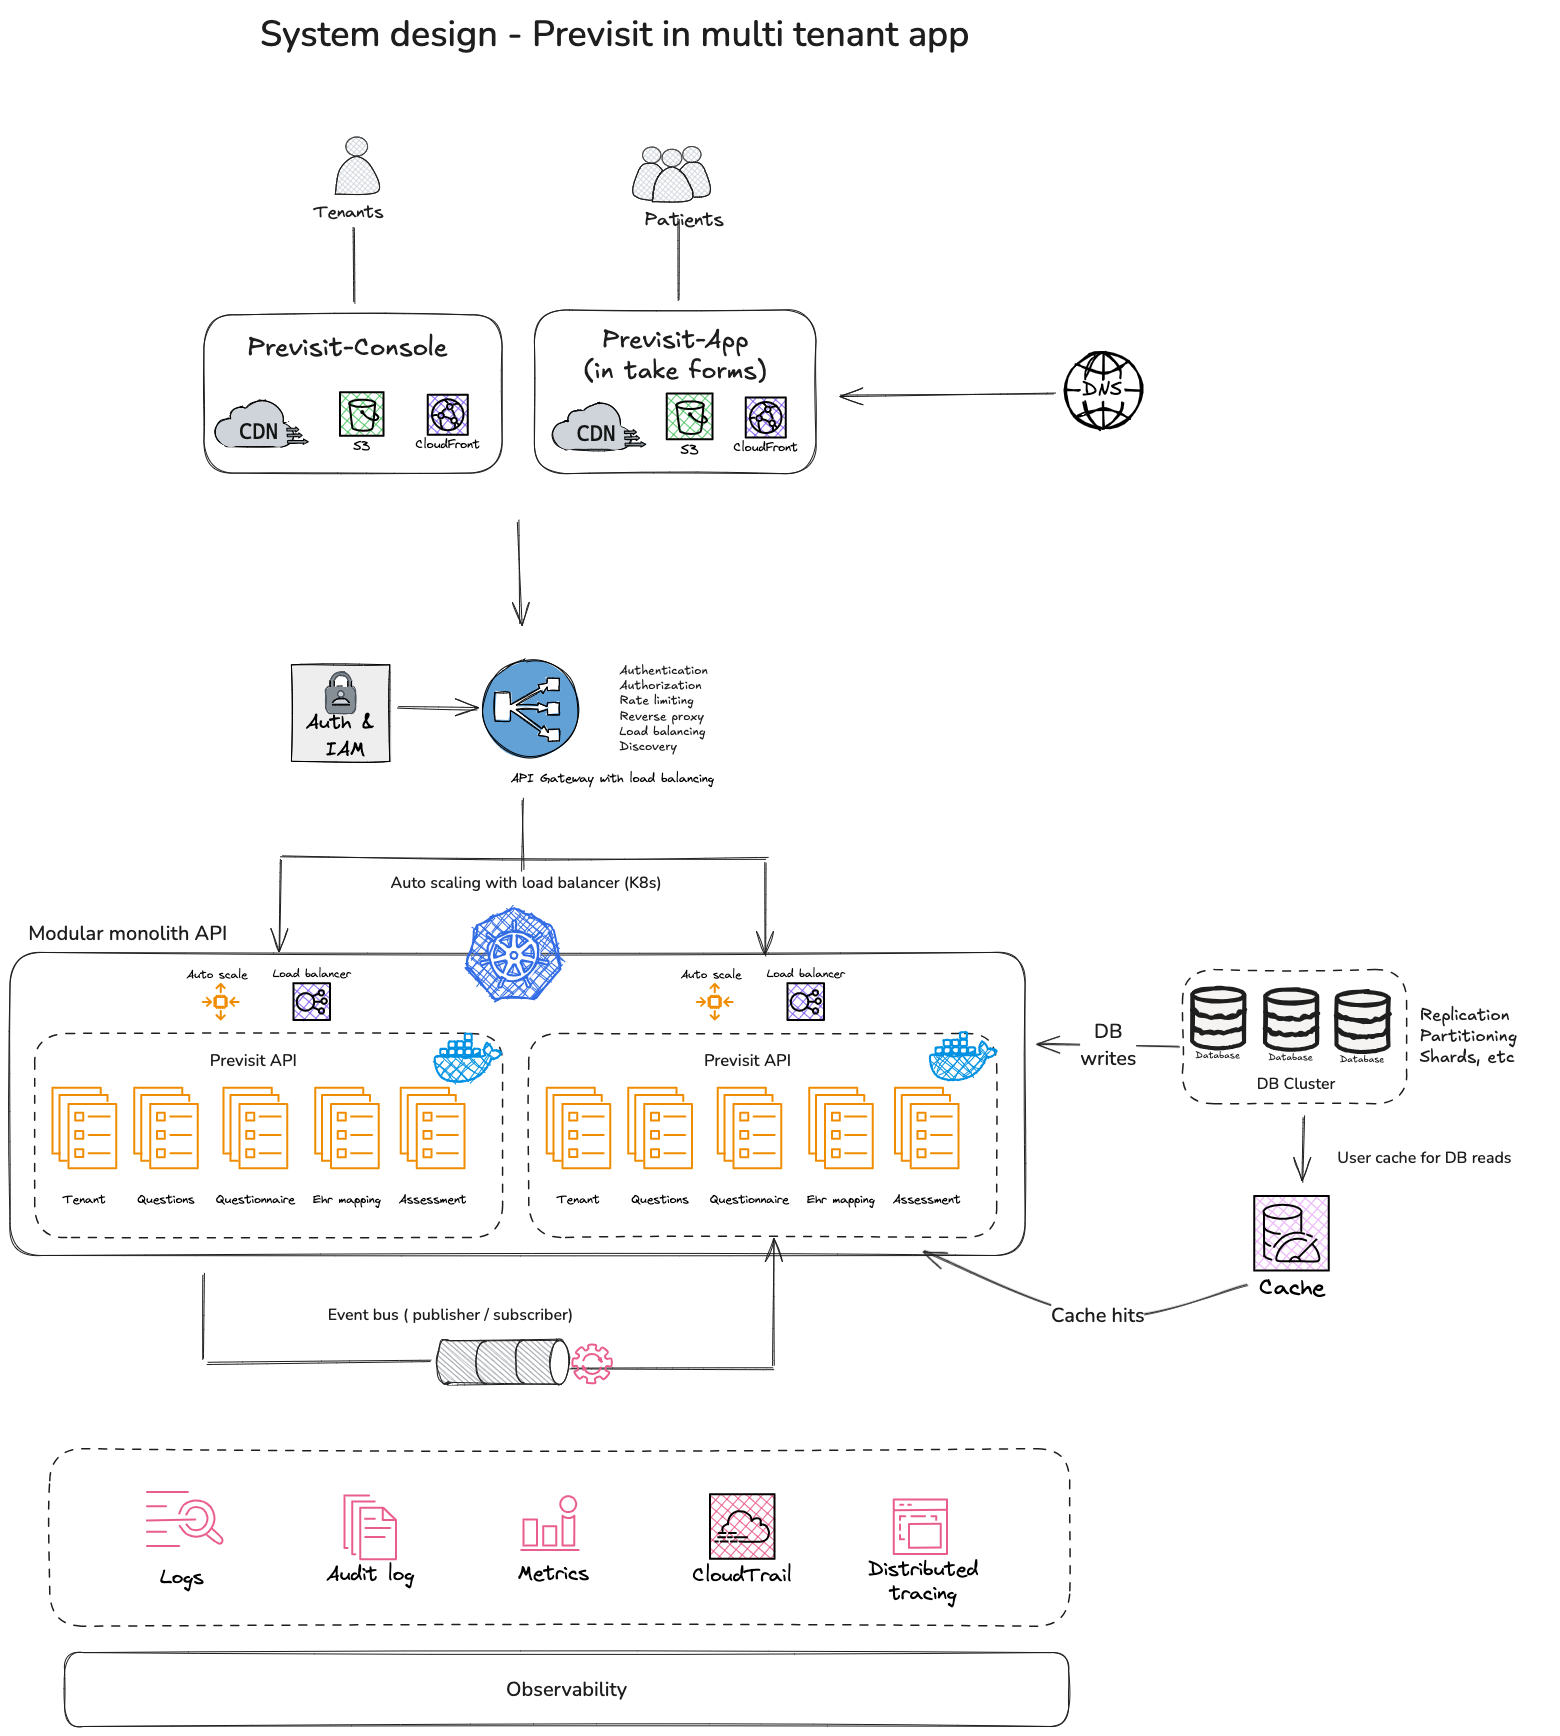 System design - Previsit in multi tenant app
Tenants
Patients
Previsit-Console
CDN
S3
CloudFront
Previsit-App
(in take forms)
CDN
S3
CloudFront
DNS
Auth &
IAM
Authentication
Authorization
Rate limiting
Reverse proxy
Load balancing
Discovery
API Gateway with load balancing
Auto scaling with load balancer (K8s)
Modular monolith API
Auto scale
Load balancer
Auto scale
Load balancer
Previsit API
Tenant
Questions
Questionnaire
Ehr mapping
Assessment
Previsit API
Tenant
Questions
Questionnaire
Ehr mapping
Assessment
DB
writes
Database
Database
Database
DB Cluster
Replication
Partitioning
Shards, etc
User cache for DB reads
Cache
Cache hits
Event bus ( publisher / subscriber)
Logs
Audit log
Metrics
CloudTrail
Distributed
tracing
Observability